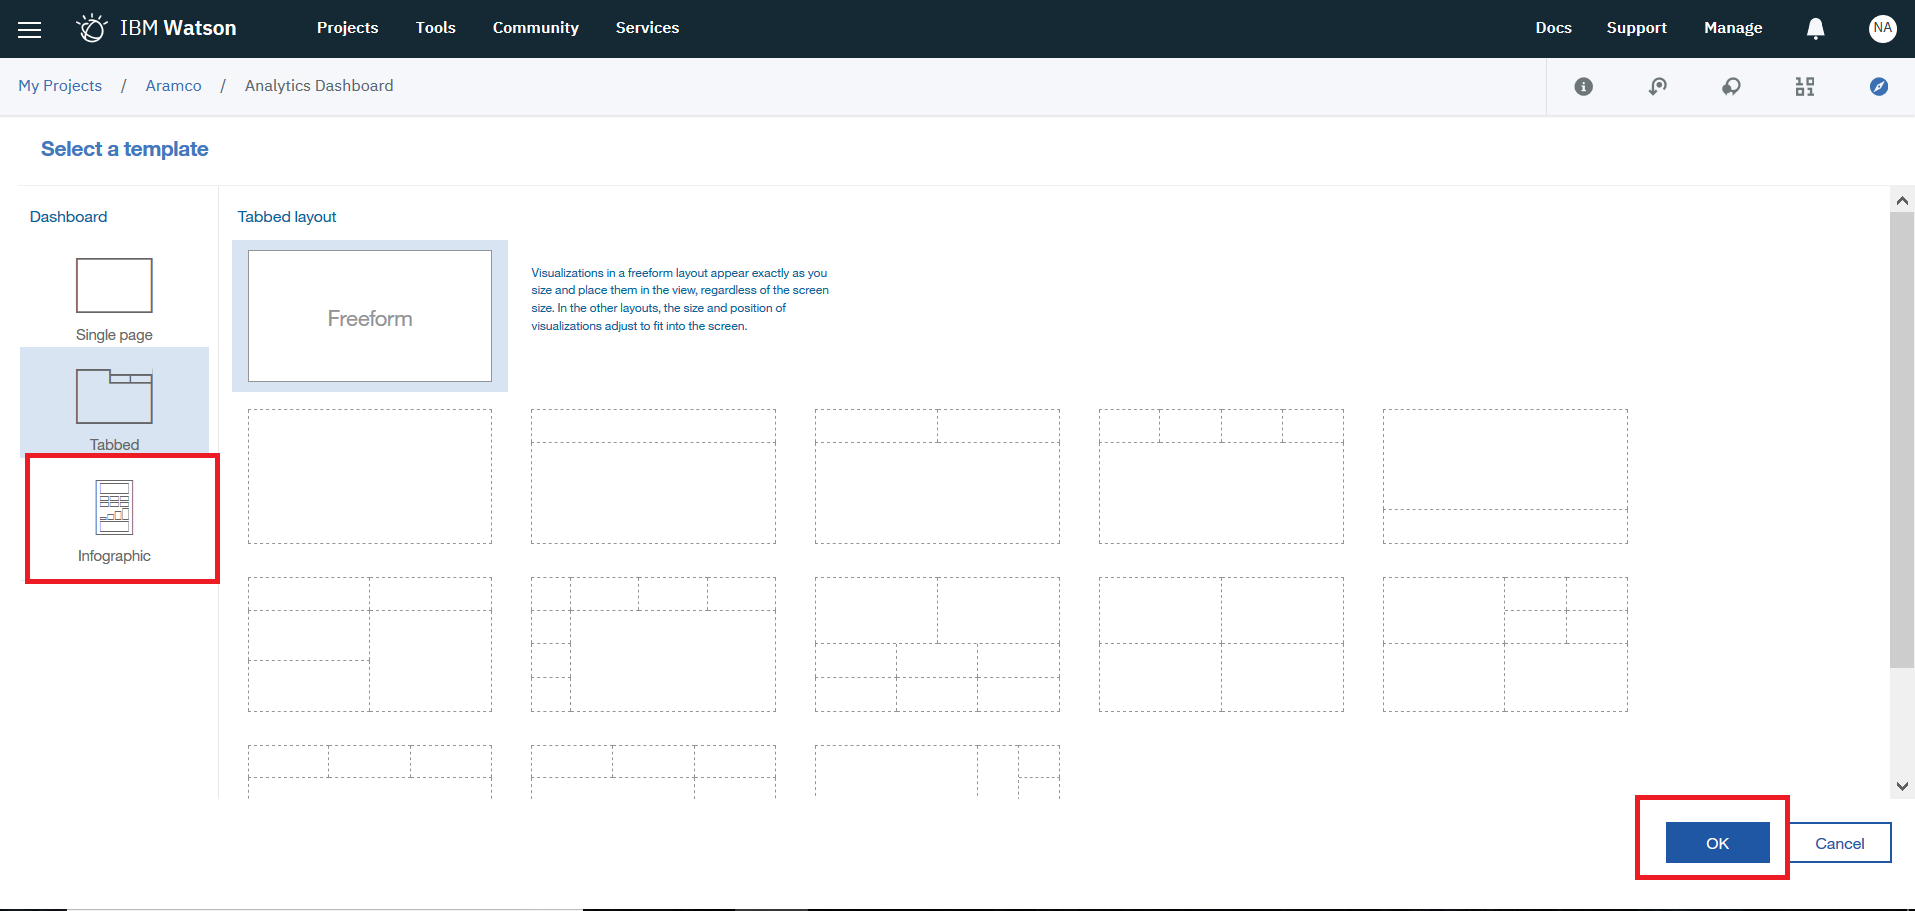 IBM Watson Projects Tools Community Services Docs Support Manage NA
My Projects / Aramco / Analytics Dashboard
Select a template
Dashboard
Single page
Tabbed
Infographic
Tabbed layout
Freeform
Visualizations in a freeform layout appear exactly as you
size and place them in the view, regardless of the screen
size. In the other layouts, the size and position of
visualizations adjust to fit into the screen.
OK Cancel